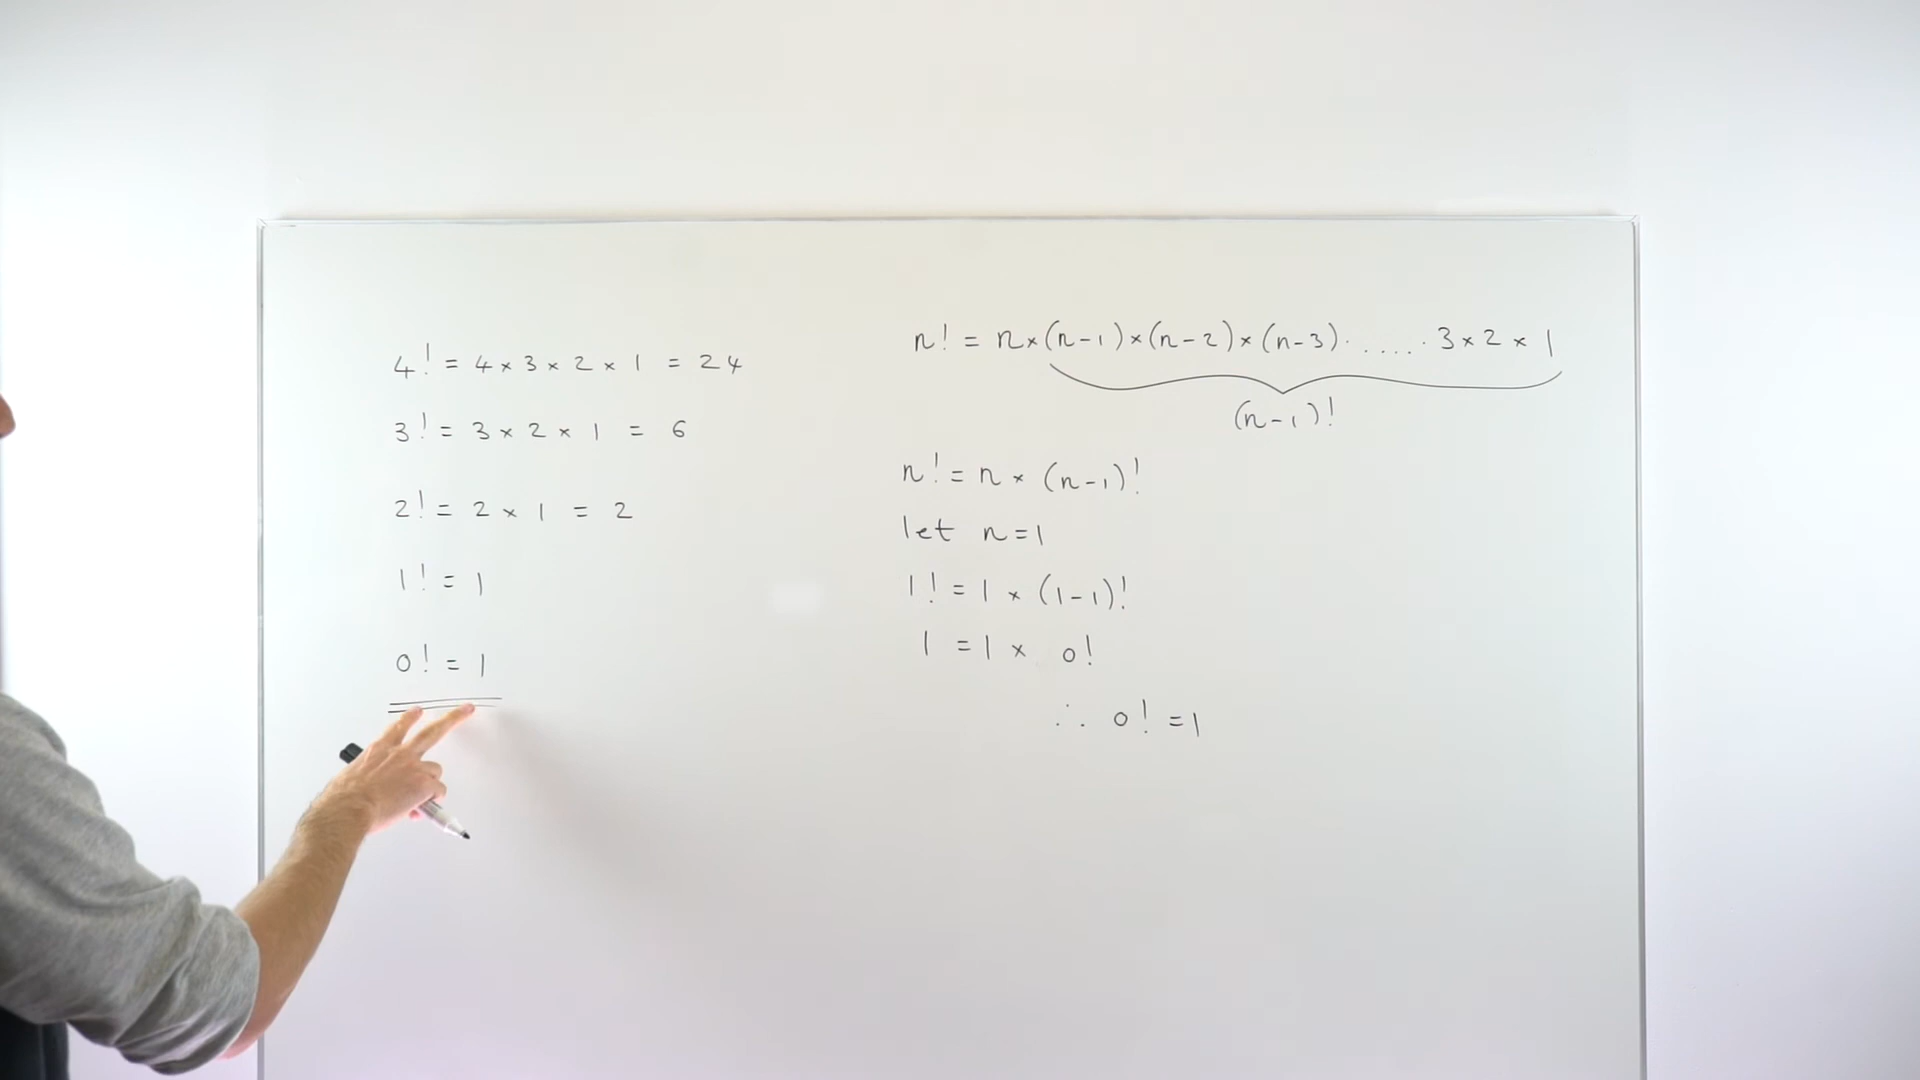 4! = 4 × 3 × 2 × 1 = 24
3! = 3 × 2 × 1 = 6
2! = 2 × 1 = 2
1! = 1
0! = 1
n! = n × (n-1) × (n-2) × (n-3) · ..... · 3 × 2 × 1
(n-1)!
n! = n × (n-1)!
let n = 1
1! = 1 × (1-1)!
1 = 1 × 0!
∴ 0! = 1